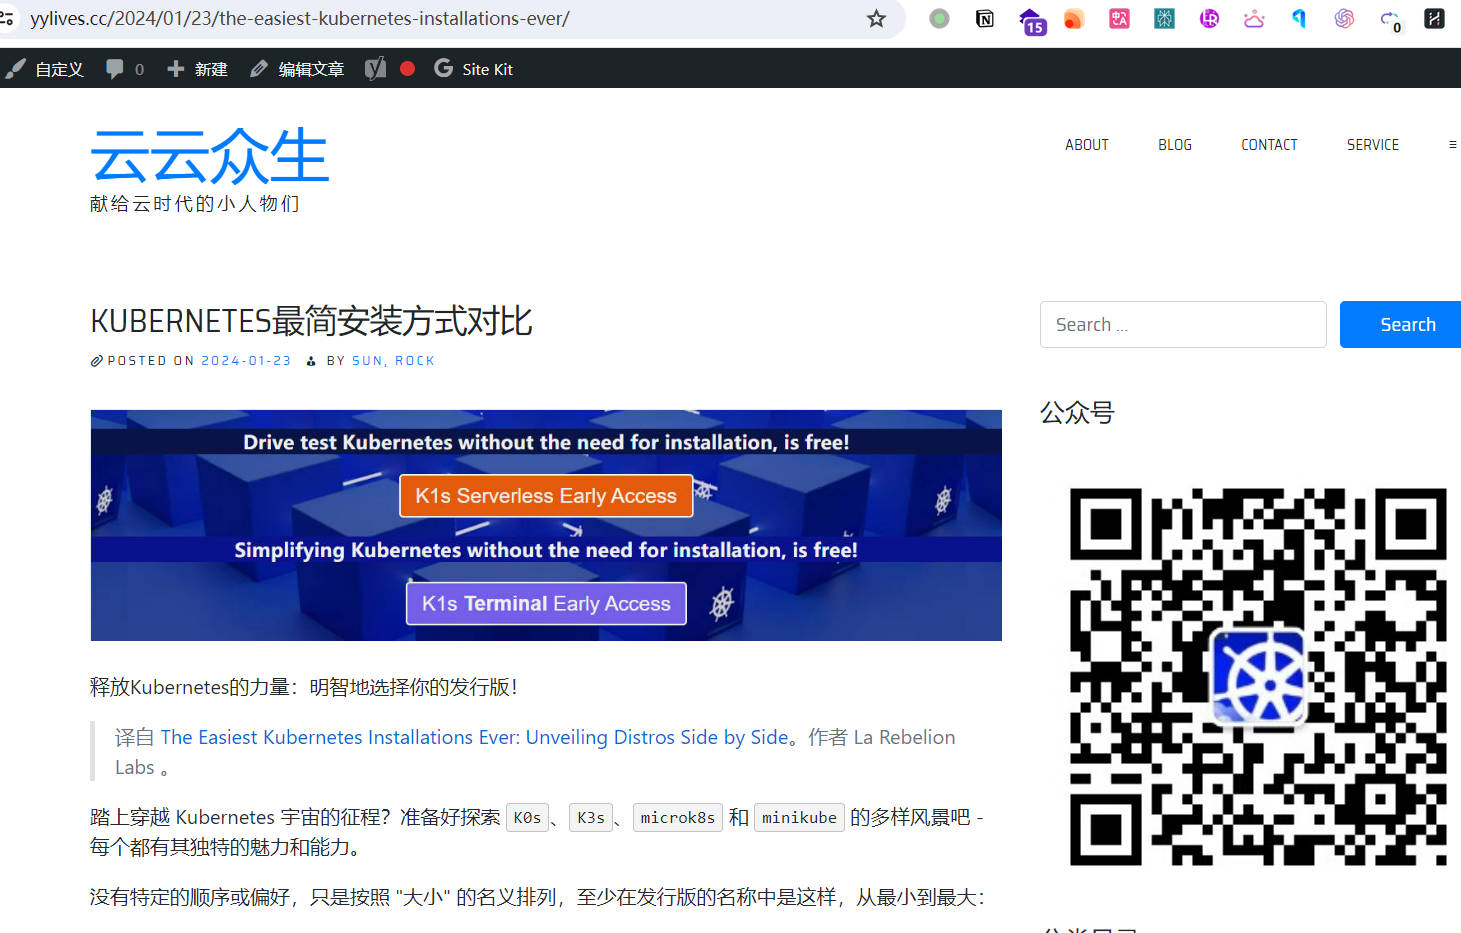 yylives.cc/2024/01/23/the-easiest-kubernetes-installations-ever/
15
0
自定义 0 新建 编辑文章 Site Kit
云云众生
献给云时代的小人物们
ABOUT BLOG CONTACT SERVICE
KUBERNETES最简安装方式对比
POSTED ON 2024-01-23 BY SUN, ROCK
Drive test Kubernetes without the need for installation, is free!
K1s Serverless Early Access
Simplifying Kubernetes without the need for installation, is free!
K1s Terminal Early Access
释放Kubernetes的力量：明智地选择你的发行版！
译自 The Easiest Kubernetes Installations Ever: Unveiling Distros Side by Side。作者 La Rebelion
Labs 。
踏上穿越 Kubernetes 宇宙的征程？准备好探索 K0s、K3s、microk8s 和 minikube 的多样风景吧 -
每个都有其独特的魅力和能力。
没有特定的顺序或偏好，只是按照 "大小" 的名义排列，至少在发行版的名称中是这样，从最小到最大：
Search ...
Search
公众号